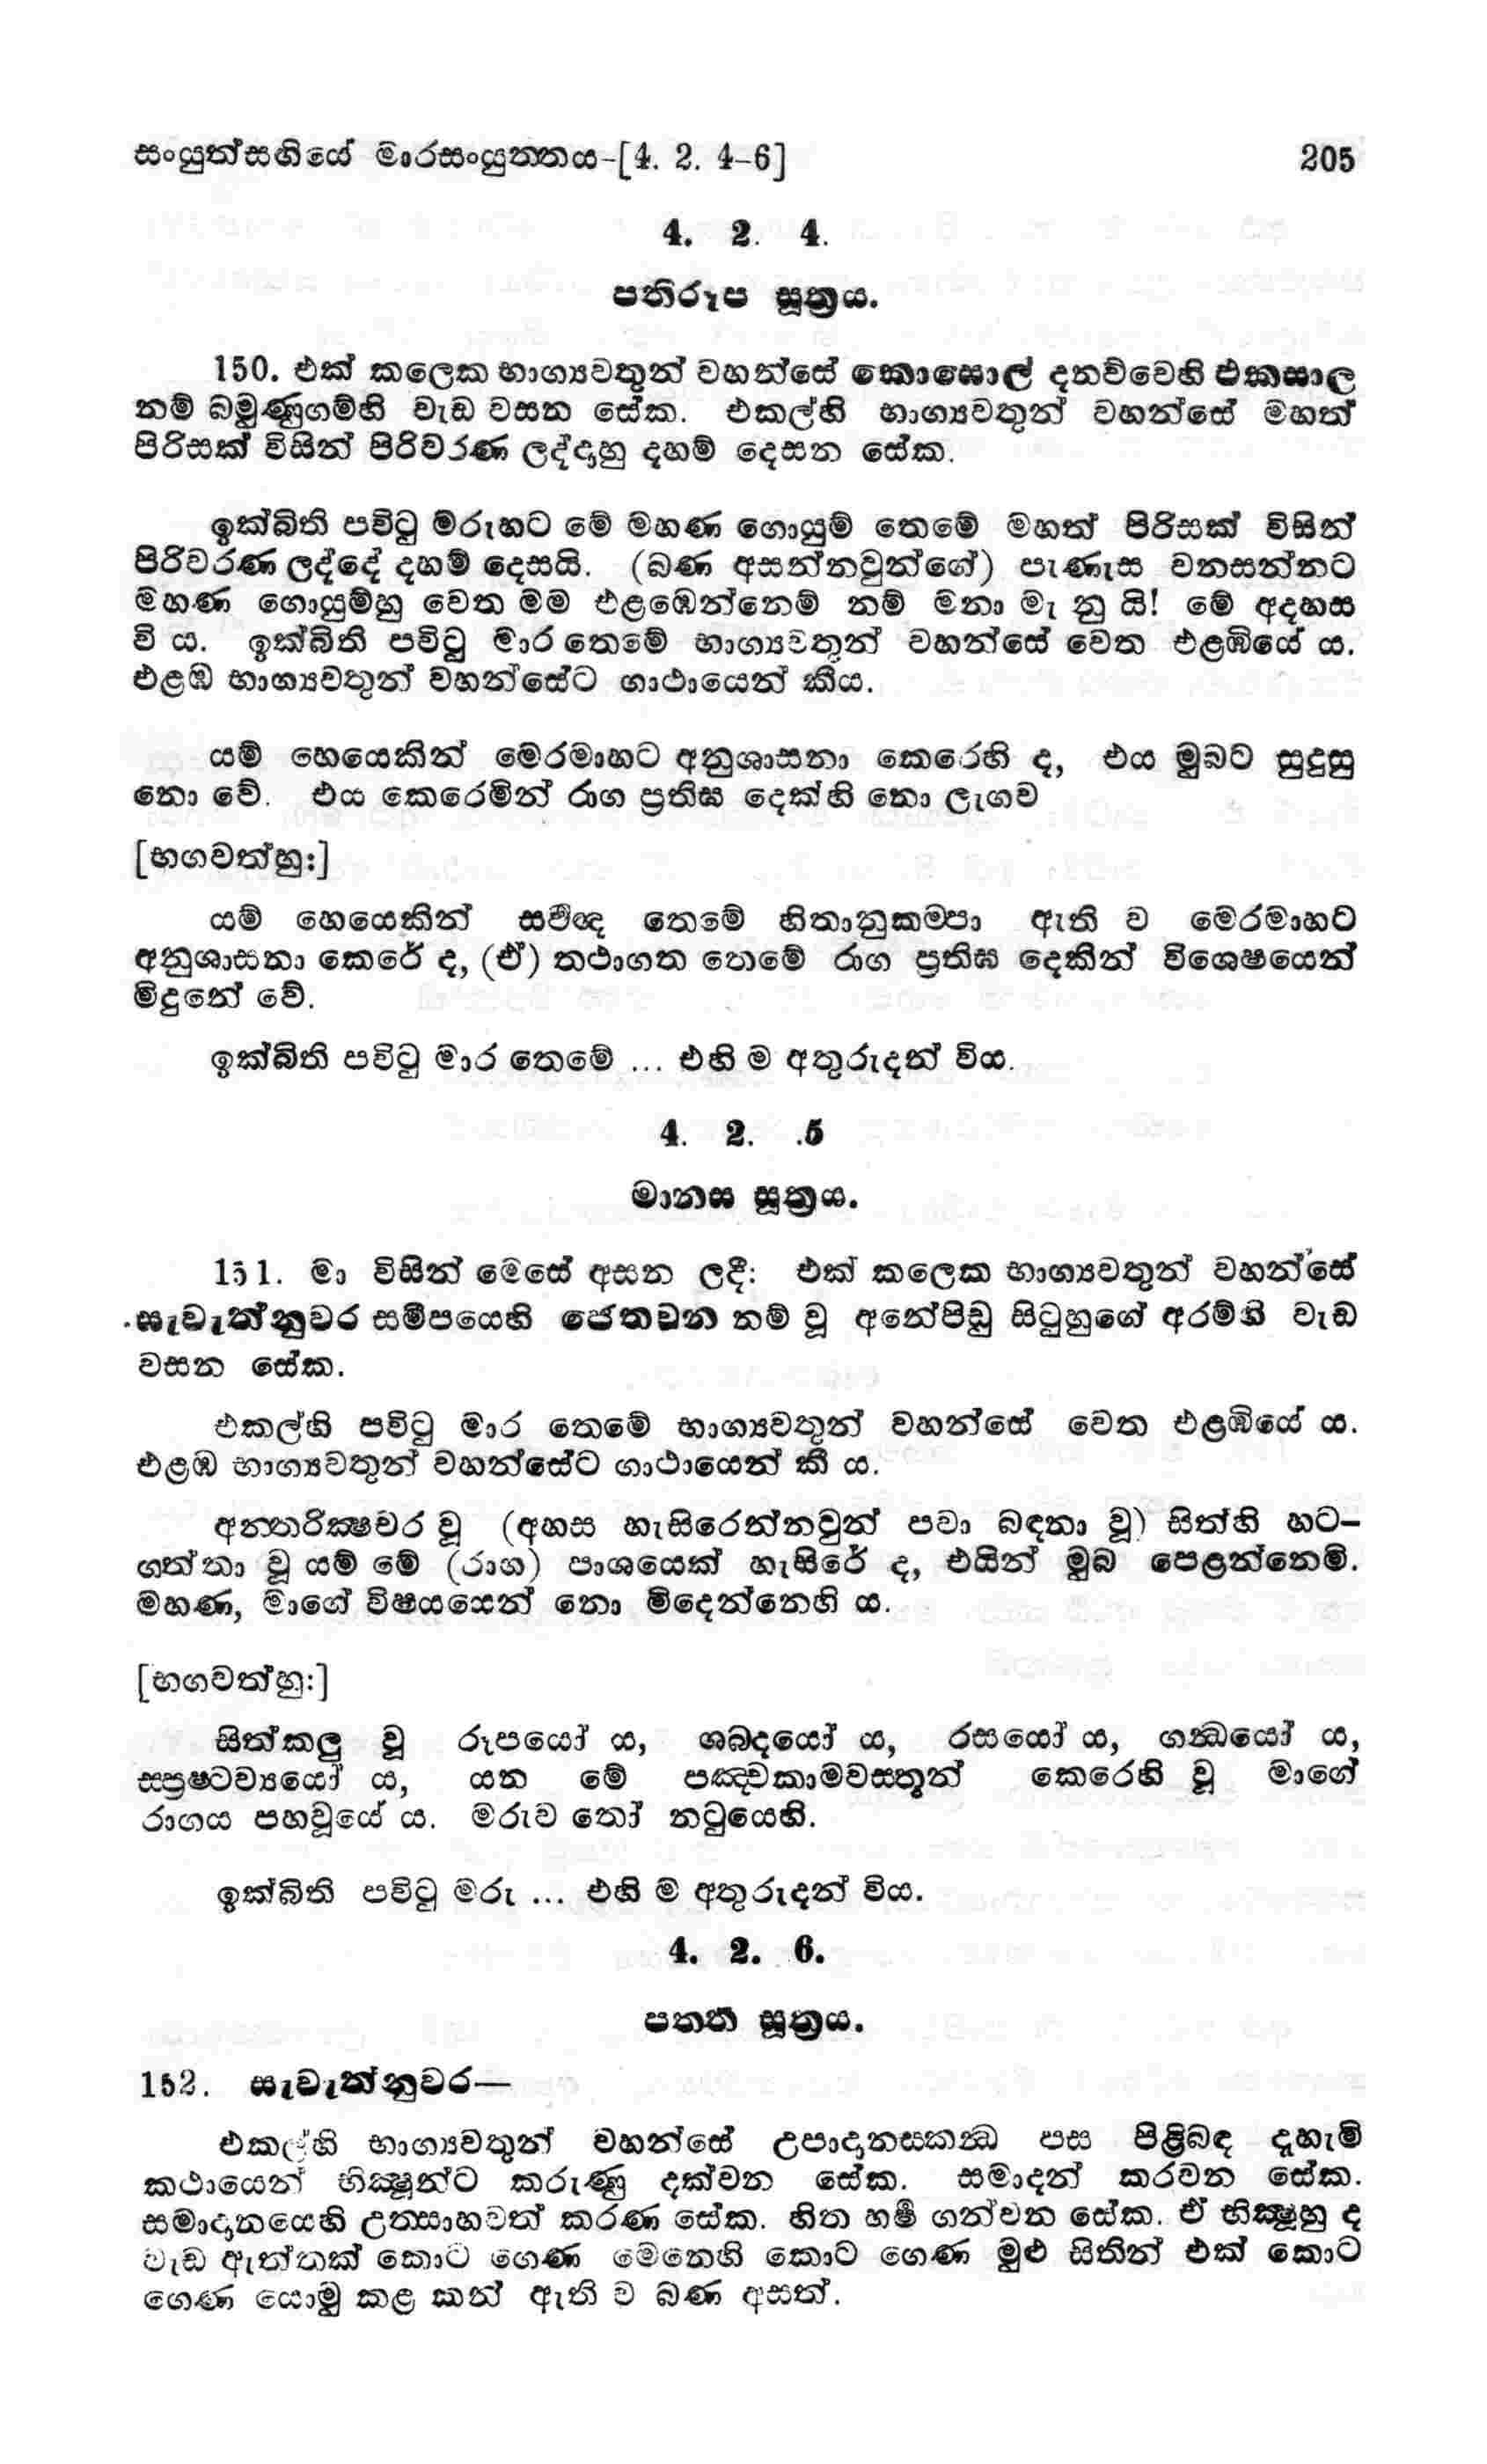 සංයුත්සඟියේ මාරසංයුත්තය-[4. 2. 4-6] 205
4. 2. 4.
පතිරූප සූත්‍රය.
150. එක් කලෙක භාග්‍යවතුන් වහන්සේ කොසොල් දනව්වෙහි එකසාල
නම් බමුණුගම්හි වැඩ වසන සේක. එකල්හි භාග්‍යවතුන් වහන්සේ මහත්
පිරිසක් විසින් පිරිවරණ ලද්දාහු දහම් දෙසන සේක.
ඉක්බිති පවිටු මරුහට මේ මහණ ගොයුම් තෙමේ මහත් පිරිසක් විසින්
පිරිවරණ ලද්දේ දහම් දෙසයි. (බණ අසන්නවුන්ගේ) පැණැස වනසන්නට
මහණ ගොයුම්හු වෙත මම එළඹෙන්නෙම් නම් මනා මැ නු යි! මේ අදහස
වි ය. ඉක්බිති පවිටු මාර තෙමේ භාග්‍යවතුන් වහන්සේ වෙත එළඹියේ ය.
එළඹ භාග්‍යවතුන් වහන්සේට ගාථායෙන් කීය.
යම් හෙයෙකින් මෙරමාහට අනුශාසනා කෙරෙහි ද, එය මුබව සුදුසු
නො වේ. එය කෙරෙමින් රාග ප්‍රතිඝ දෙක්හි නො ලැගව
[භගවත්හු:]
යම් හෙයෙකින් සර්‍වඥ තෙමේ හිතානුකම්පා ඇති ව මෙරමාහට
අනුශාසනා කෙරේ ද, (ඒ) තථාගත තෙමේ රාග ප්‍රතිඝ දෙකින් විශෙෂයෙන්
මිදුනේ වේ.
ඉක්බිති පවිටු මාර තෙමේ ... එහි ම අතුරුදන් විය.
4. 2. .5
මානස සූත්‍රය.
151. මා විසින් මෙසේ අසන ලදී: එක් කලෙක භාග්‍යවතුන් වහන්සේ
සැවැත්නුවර සමීපයෙහි ජෙතවන නම් වූ අනේපිඬු සිටුහුගේ අරම්හි වැඩ
වසන සේක.
එකල්හි පවිටු මාර තෙමේ භාග්‍යවතුන් වහන්සේ වෙත එළඹියේ ය.
එළඹ භාග්‍යවතුන් වහන්සේට ගාථායෙන් කී ය.
අන්තරික්‍ෂචර වූ (අහස හැසිරෙන්නවුන් පවා බඳනා වූ) සිත්හි හට-
ගත්තා වූ යම් මේ (රාග) පාශයෙක් හැසිරේ ද, එයින් මුබ පෙළන්නෙමි.
මහණ, මාගේ විෂයයෙන් නො මිදෙන්නෙහි ය.
[භගවත්හු:]
සිත්කලු වූ රූපයෝ ය, ශබ්දයෝ ය, රසයෝ ය, ගන්‍ධයෝ ය,
ස්ප්‍රෂ්ටව්‍යයෝ ය, යන මේ පඤ්චකාමවස්තූන් කෙරෙහි වූ මාගේ
රාගය පහවූයේ ය. මරුව තෝ නටුයෙහි.
ඉක්බිති පවිටු මරු ... එහි ම අතුරුදන් විය.
4. 2. 6.
පත්ත සූත්‍රය.
152. සැවැත්නුවර—
එකල්හි භාග්‍යවතුන් වහන්සේ උපාදානස්කන්‍ධ පස පිළිබඳ දැහැමි
කථායෙන් භික්‍ෂූන්ට කරුණු දක්වන සේක. සමාදන් කරවන සේක.
සමාදානයෙහි උත්සාහවත් කරණ සේක. හිත හර්‍ෂ ගන්වන සේක. ඒ භික්‍ෂූහු ද
වැඩ ඇත්තක් කොට ගෙණ මෙනෙහි කොට ගෙණ මුළු සිතින් එක් කොට
ගෙණ යොමු කළ කන් ඇති ව බණ අසත්.